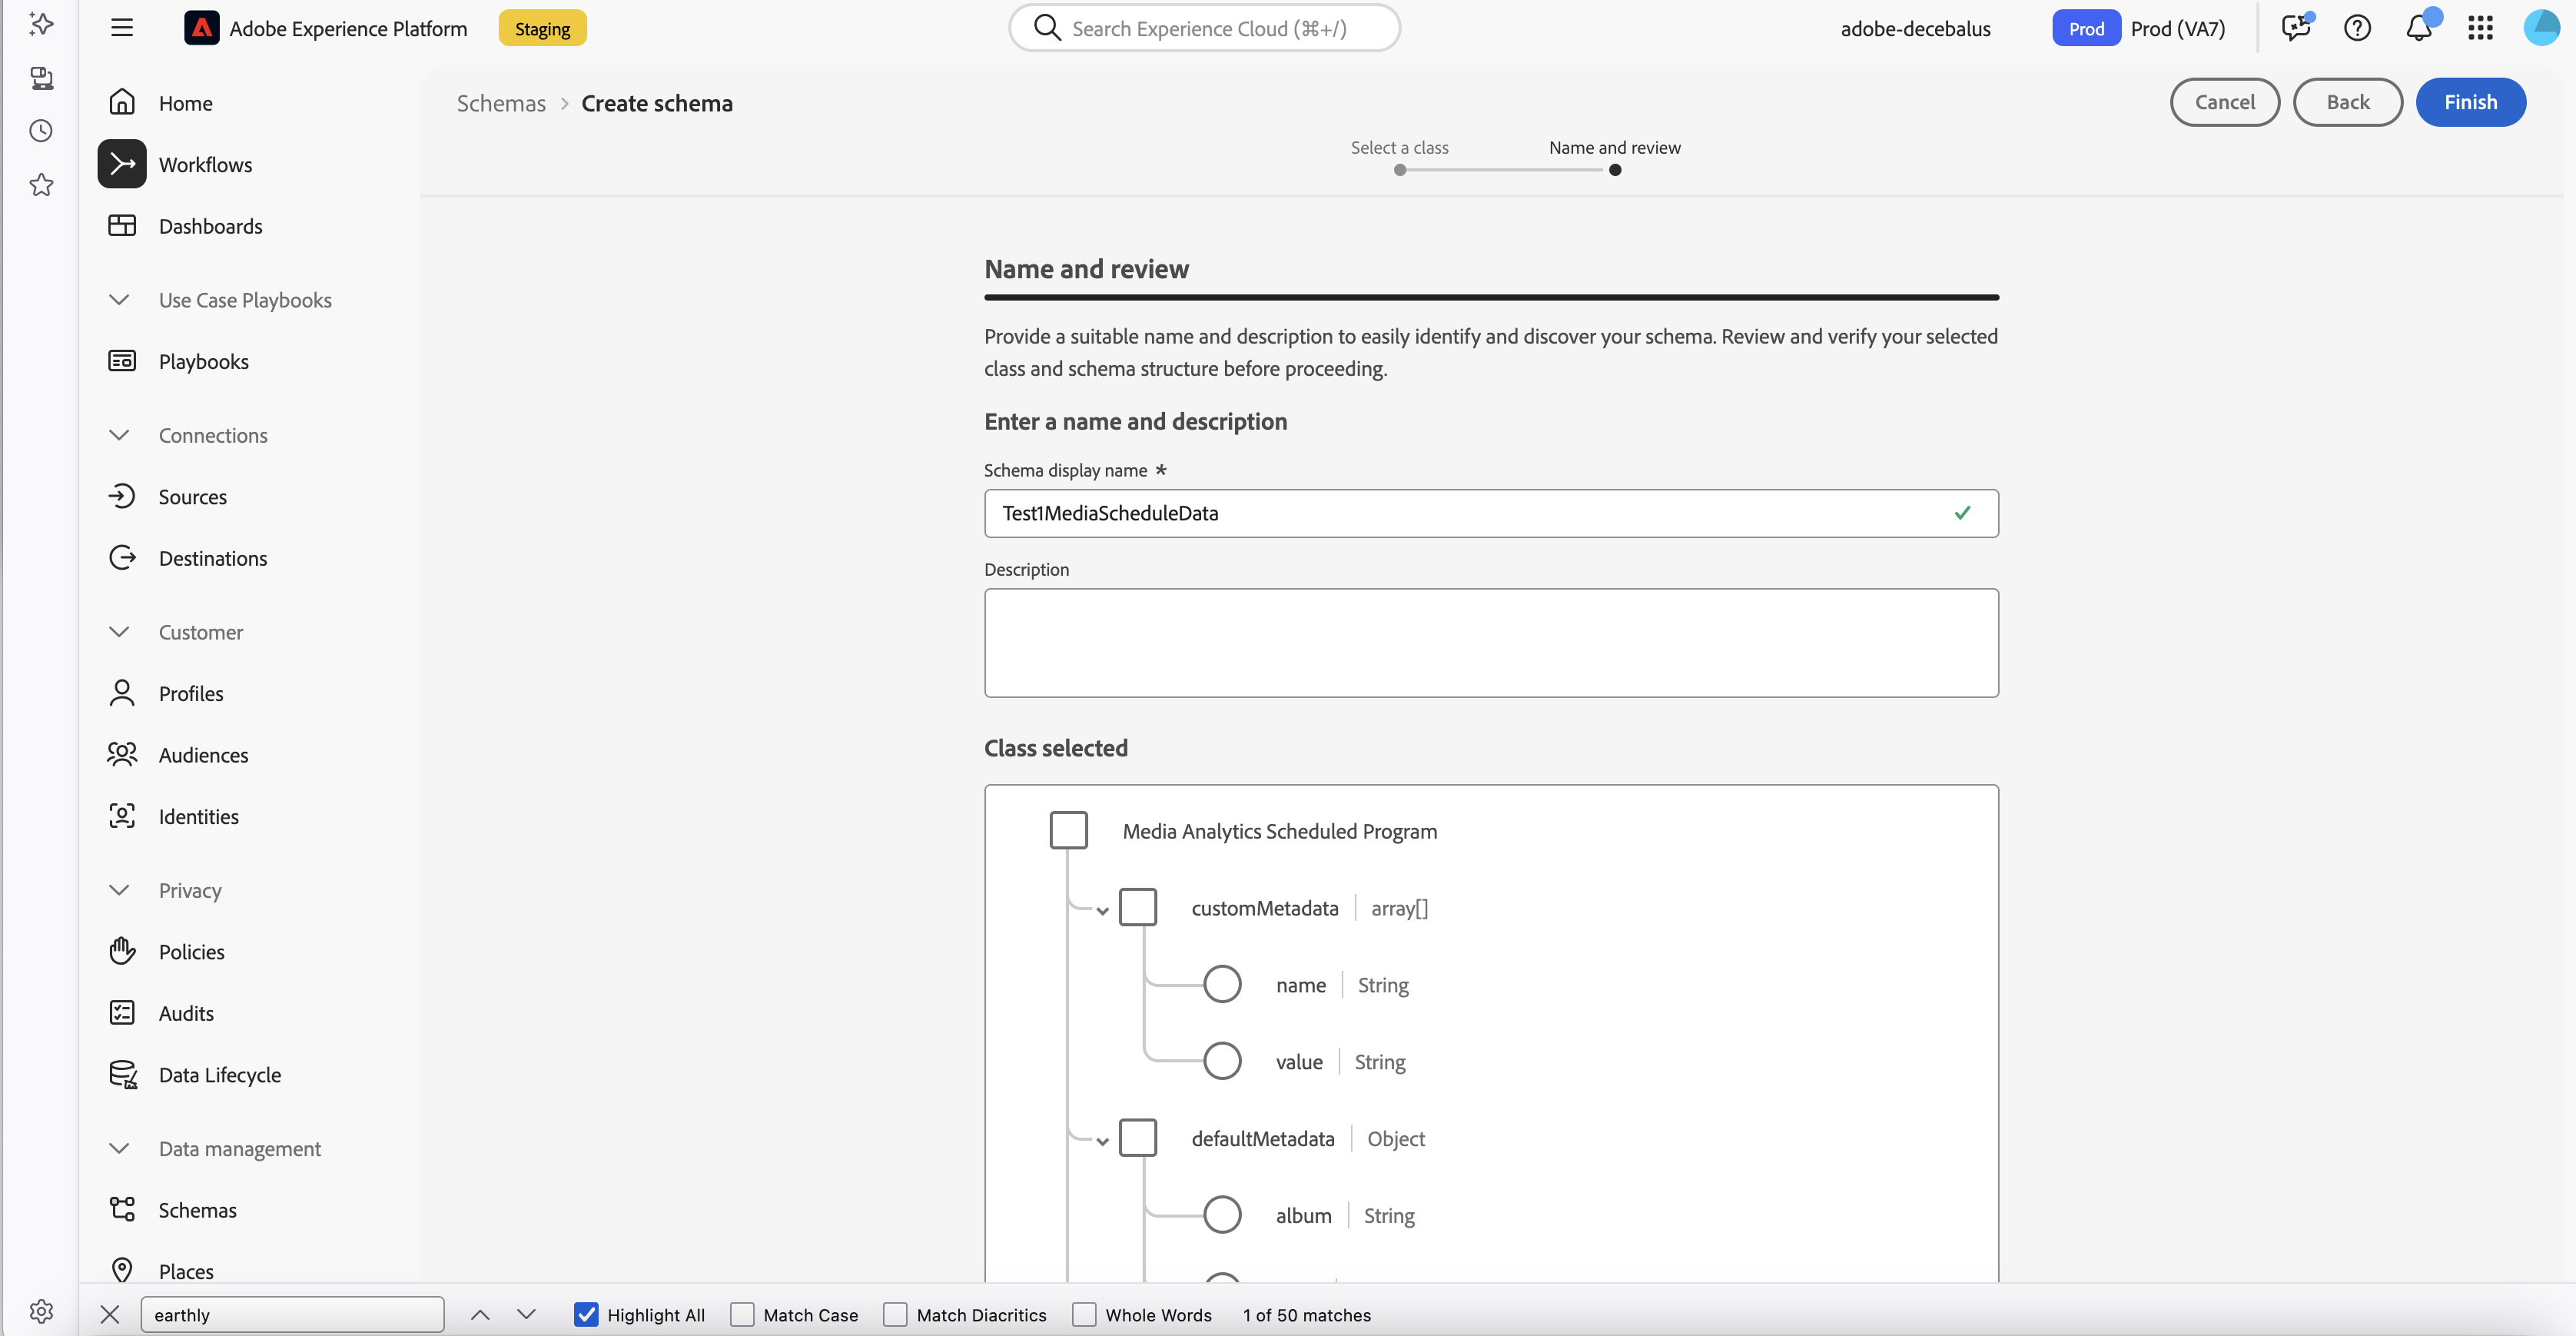 Adobe Experience Platform
Staging
Search Experience Cloud (⌘+/)
adobe-decebalus
Prod
Prod (VA7)
Home
Workflows
Dashboards
Use Case Playbooks
Playbooks
Connections
Sources
Destinations
Customer
Profiles
Audiences
Identities
Privacy
Policies
Audits
Data Lifecycle
Data management
Schemas
Places
Schemas > Create schema
Cancel
Back
Finish
Select a class
Name and review
Name and review
Provide a suitable name and description to easily identify and discover your schema. Review and verify your selected
class and schema structure before proceeding.
Enter a name and description
Schema display name *
Test1MediaScheduleData
Description
Class selected
Media Analytics Scheduled Program
customMetadata | array[]
name | String
value | String
defaultMetadata | Object
album | String
earthly
Highlight All
Match Case
Match Diacritics
Whole Words
1 of 50 matches